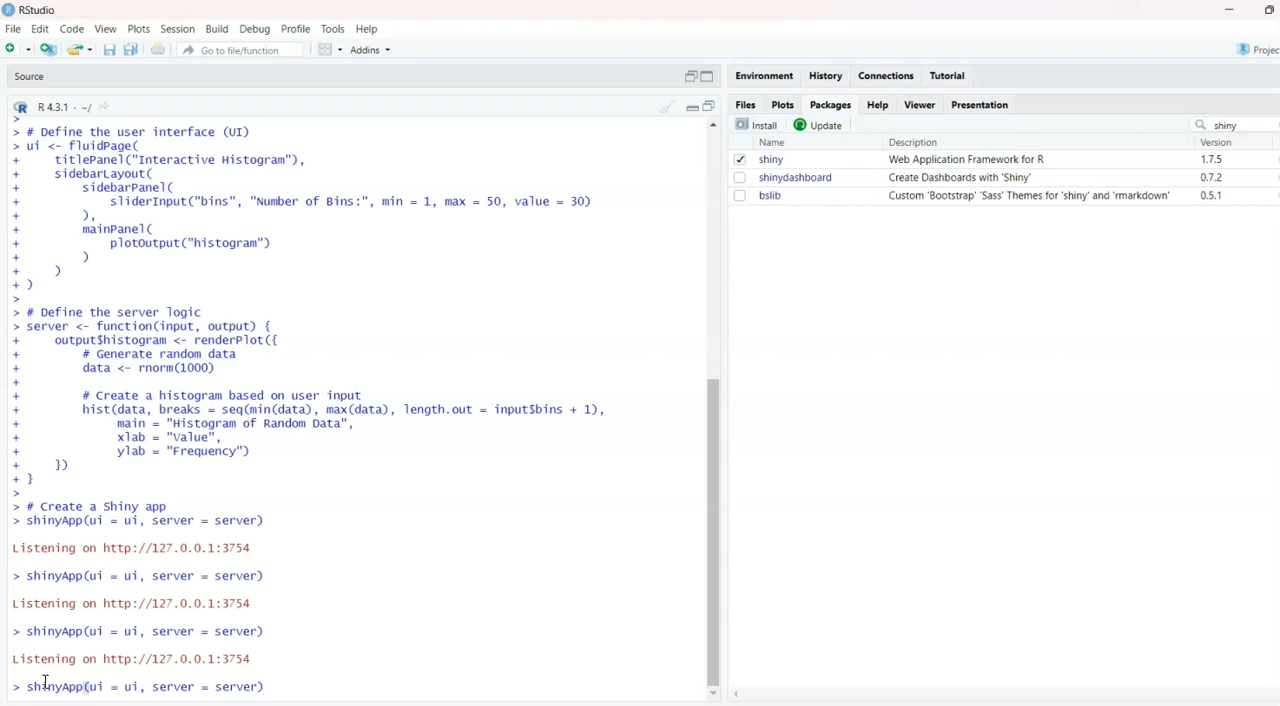 RStudio
File Edit Code View Plots Session Build Debug Profile Tools Help
Go to file/function Addins Projec
Source
R 4.3.1 · ~/
>
> # Define the user interface (UI)
> ui <- fluidPage(
+ titlePanel("Interactive Histogram"),
+ sidebarLayout(
+ sidebarPanel(
+ sliderInput("bins", "Number of Bins:", min = 1, max = 50, value = 30)
+ ),
+ mainPanel(
+ plotOutput("histogram")
+ )
+ )
+ )
>
> # Define the server logic
> server <- function(input, output) {
+ output$histogram <- renderPlot({
+ # Generate random data
+ data <- rnorm(1000)
+
+ # Create a histogram based on user input
+ hist(data, breaks = seq(min(data), max(data), length.out = input$bins + 1),
+ main = "Histogram of Random Data",
+ xlab = "Value",
+ ylab = "Frequency")
+ })
+ }
>
> # Create a Shiny app
> shinyApp(ui = ui, server = server)
Listening on http://127.0.0.1:3754
> shinyApp(ui = ui, server = server)
Listening on http://127.0.0.1:3754
> shinyApp(ui = ui, server = server)
Listening on http://127.0.0.1:3754
> shinyApp(ui = ui, server = server)
Environment History Connections Tutorial
Files Plots Packages Help Viewer Presentation
Install Update shiny
Name Description Version
shiny Web Application Framework for R 1.7.5
shinydashboard Create Dashboards with 'Shiny' 0.7.2
bslib Custom 'Bootstrap' 'Sass' Themes for 'shiny' and 'rmarkdown' 0.5.1